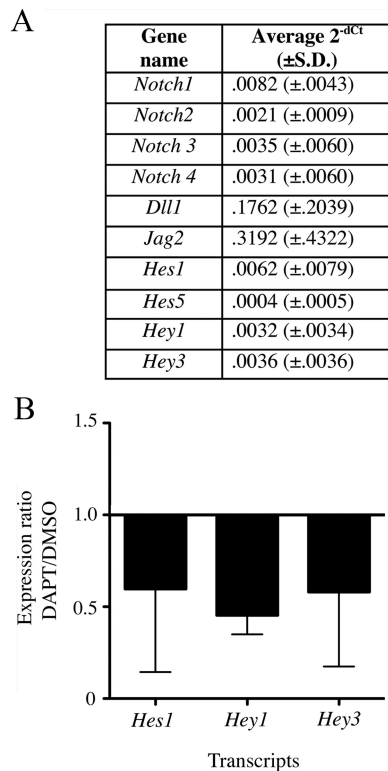 A
Gene name Average 2^-dCt (±S.D.)
Notch1 .0082 (±.0043)
Notch2 .0021 (±.0009)
Notch 3 .0035 (±.0060)
Notch 4 .0031 (±.0060)
Dll1 .1762 (±.2039)
Jag2 .3192 (±.4322)
Hes1 .0062 (±.0079)
Hes5 .0004 (±.0005)
Hey1 .0032 (±.0034)
Hey3 .0036 (±.0036)
B
Expression ratio
DAPT/DMSO
1.5
1.0
0.5
0
Hes1 Hey1 Hey3
Transcripts